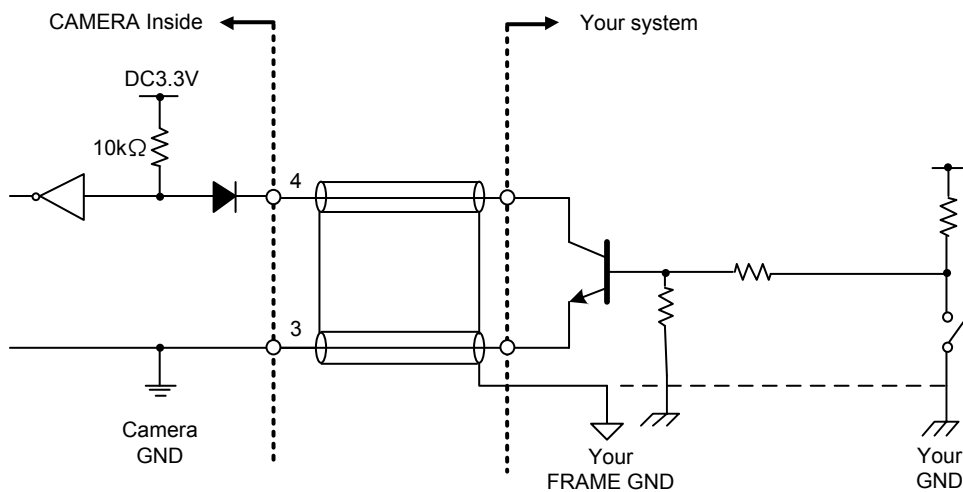 CAMERA Inside
Your system
DC3.3V
10kΩ
4
3
Camera
GND
Your
FRAME GND
Your
GND